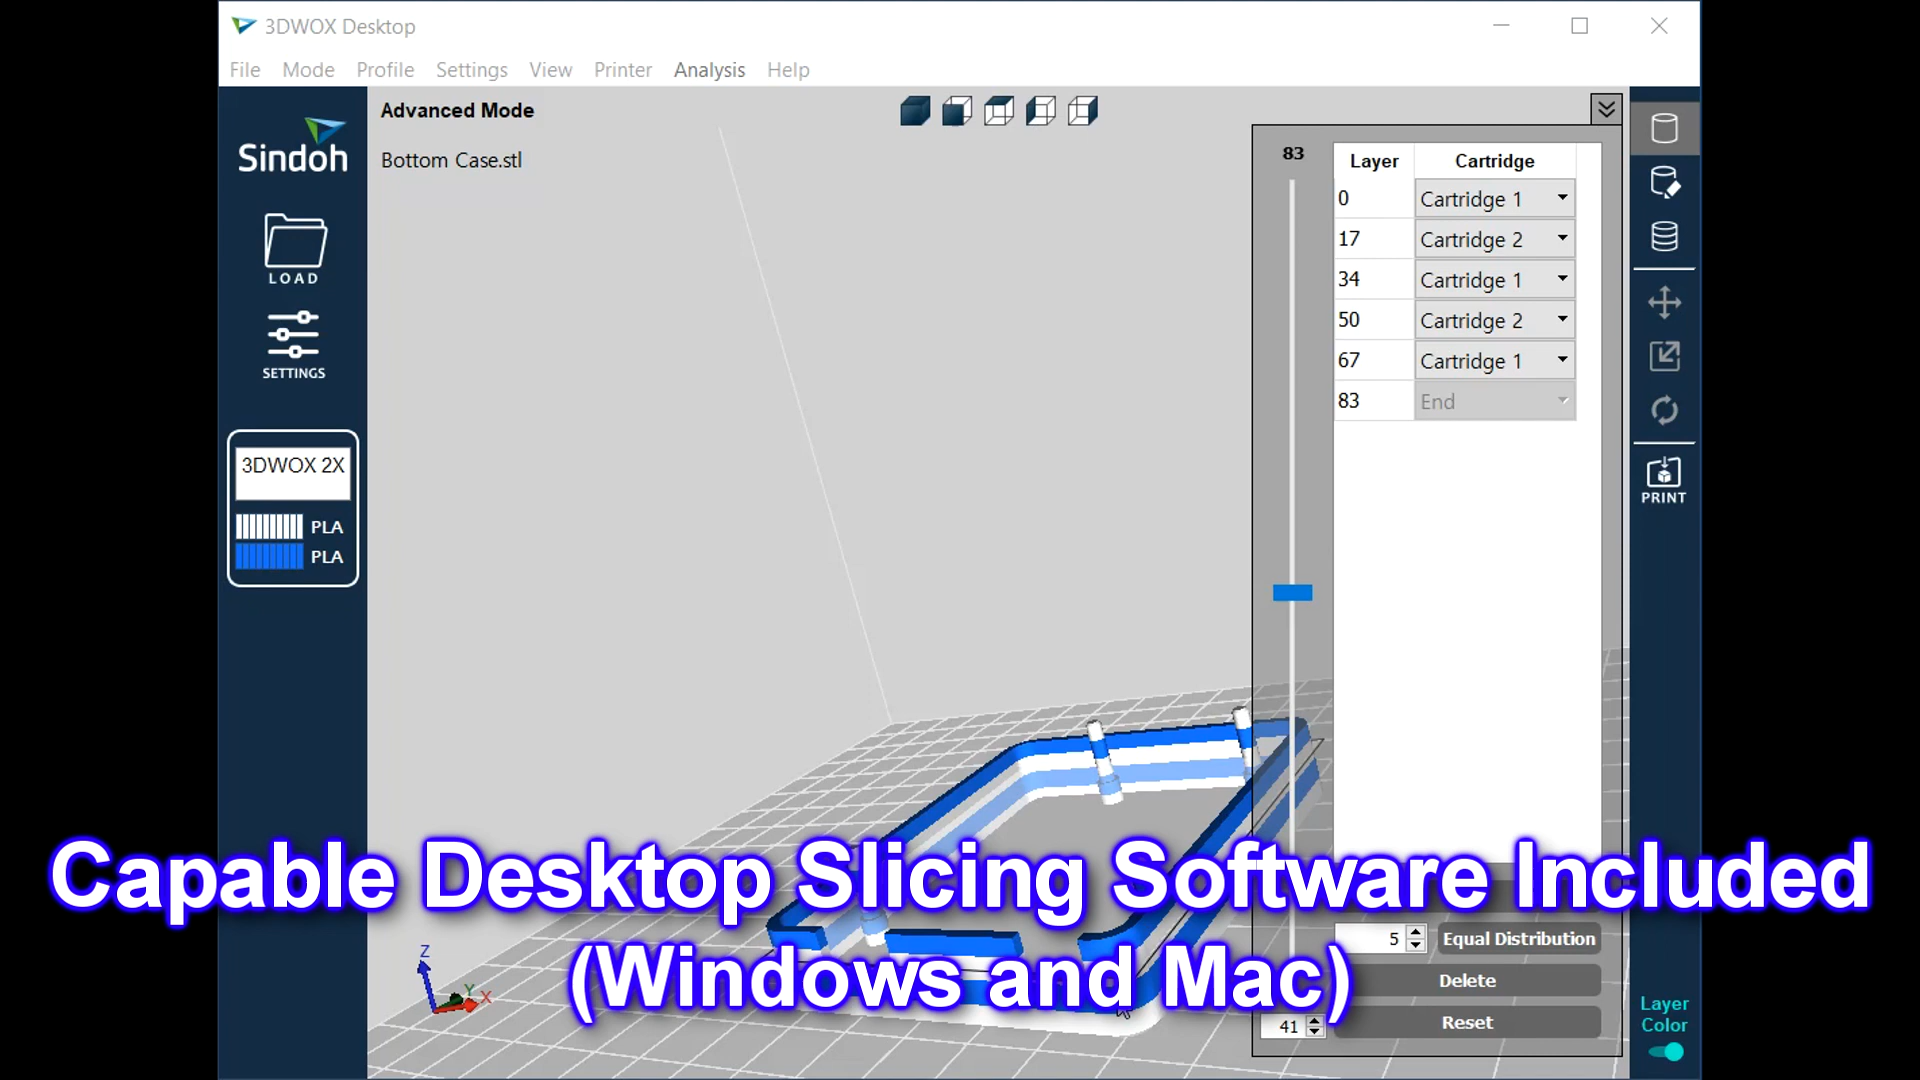 3DWOX Desktop
File Mode Profile Settings View Printer Analysis Help
Advanced Mode
Bottom Case.stl
Sindoh
LOAD
SETTINGS
3DWOX 2X
PLA
PLA
83
Layer Cartridge
0 Cartridge 1
17 Cartridge 2
34 Cartridge 1
50 Cartridge 2
67 Cartridge 1
83 End
PRINT
Capable Desktop Slicing Software Included
(Windows and Mac)
5 Equal Distribution
Delete
41 Reset
Z
Y
X
Layer
Color